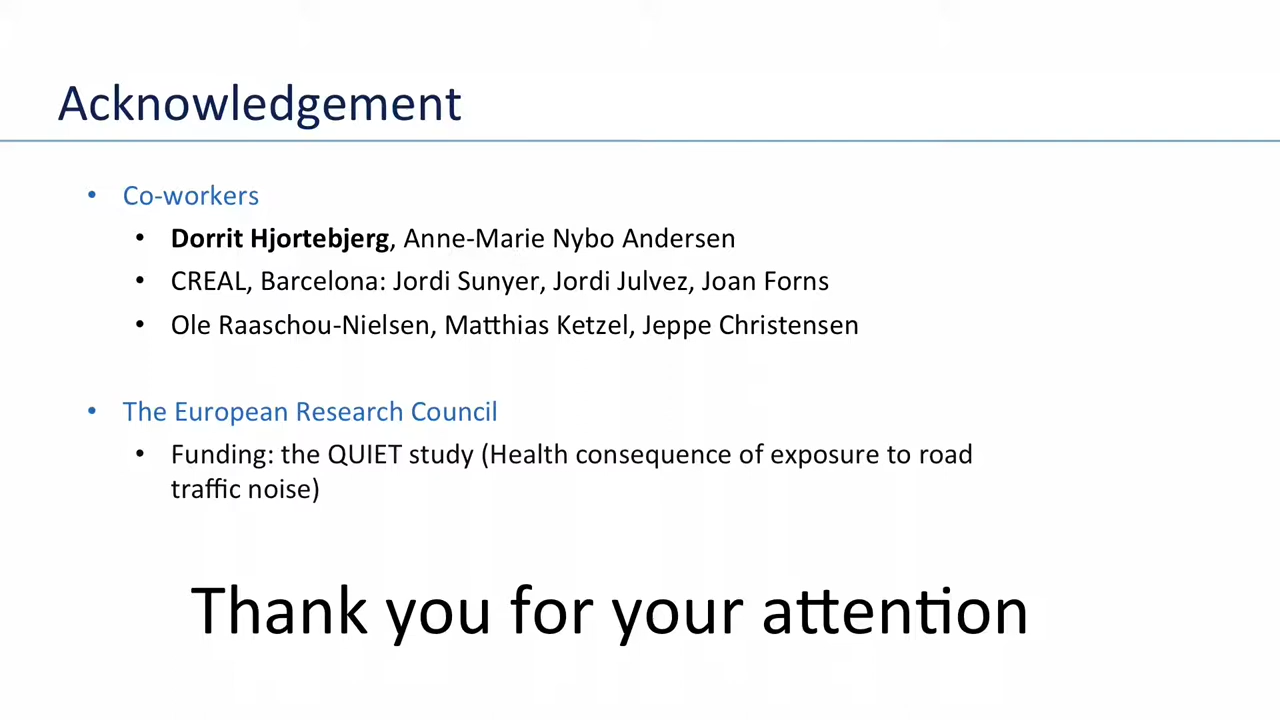 Acknowledgement
• Co-workers
• Dorrit Hjortebjerg, Anne-Marie Nybo Andersen
• CREAL, Barcelona: Jordi Sunyer, Jordi Julvez, Joan Forns
• Ole Raaschou-Nielsen, Matthias Ketzel, Jeppe Christensen
• The European Research Council
• Funding: the QUIET study (Health consequence of exposure to road
traffic noise)
Thank you for your attention